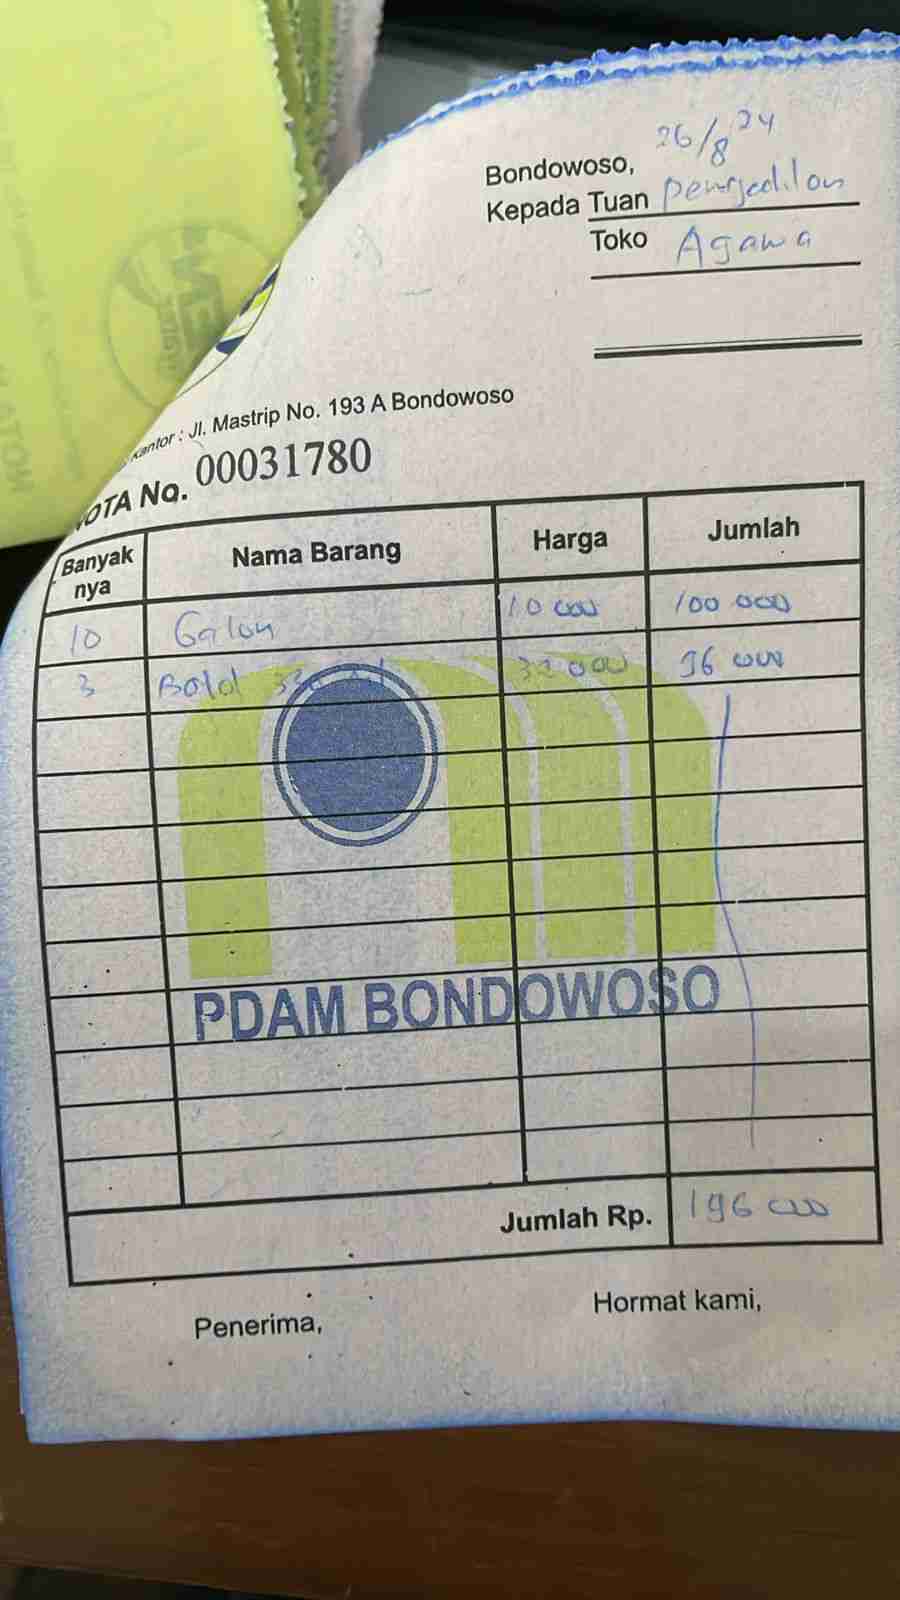 Bondowoso, 26/8 24
Kepada Tuan Pengadilan
Toko Agawa
Kantor : Jl. Mastrip No. 193 A Bondowoso
NOTA No. 00031780
Banyak nya Nama Barang Harga Jumlah
10 Galon 10 000 100 000
3 Botol 330 ml 32 000 96 000
PDAM BONDOWOSO
Jumlah Rp. 196 000
Penerima, Hormat kami,